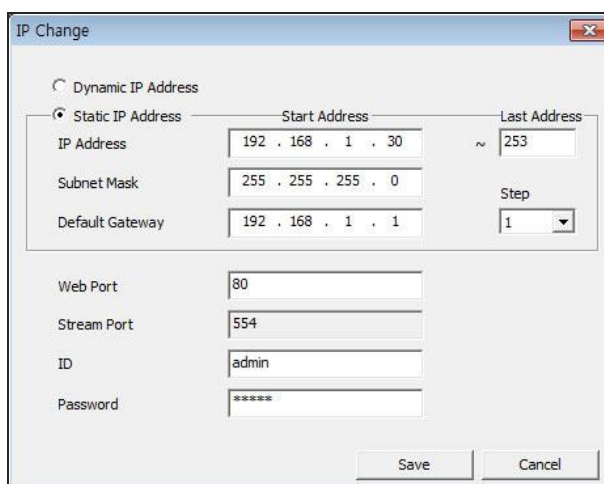 IP Change
Dynamic IP Address
Static IP Address Start Address Last Address
IP Address 192 . 168 . 1 . 30 ~ 253
Subnet Mask 255 . 255 . 255 . 0
Step
Default Gateway 192 . 168 . 1 . 1 1
Web Port 80
Stream Port 554
ID admin
Password *****
Save Cancel